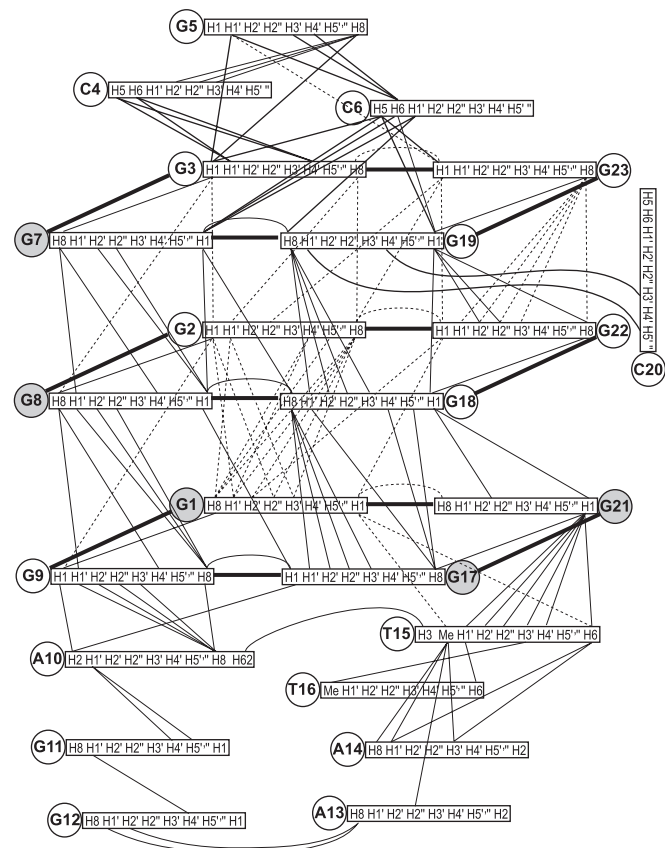 G5 H1 H1' H2' H2" H3' H4' H5'·" H8
C4 H5 H6 H1' H2' H2" H3' H4' H5' "
C6 H5 H6 H1' H2' H2" H3' H4' H5' "
G3 H1 H1' H2' H2" H3' H4' H5'·" H8 H1 H1' H2' H2" H3' H4' H5'·" H8 G23
G7 H8 H1' H2' H2" H3' H4' H5'·" H1 H8 H1' H2' H2" H3' H4' H5'·" H1 G19
H5 H6 H1' H2' H2" H3' H4' H5' "
C20
G2 H1 H1' H2' H2" H3' H4' H5'·" H8 H1 H1' H2' H2" H3' H4' H5'·" H8 G22
G8 H8 H1' H2' H2" H3' H4' H5'·" H1 H8 H1' H2' H2" H3' H4' H5'·" H1 G18
G1 H8 H1' H2' H2" H3' H4' H5'·" H1 H8 H1' H2' H2" H3' H4' H5'·" H1 G21
G9 H1 H1' H2' H2" H3' H4' H5'·" H8 H1 H1' H2' H2" H3' H4' H5'·" H8 G17
T15 H3 Me H1' H2' H2" H3' H4' H5'·" H6
A10 H2 H1' H2' H2" H3' H4' H5'·" H8 H62
T16 Me H1' H2' H2" H3' H4' H5'·" H6
G11 H8 H1' H2' H2" H3' H4' H5'·" H1
A14 H8 H1' H2' H2" H3' H4' H5'·" H2
G12 H8 H1' H2' H2" H3' H4' H5'·" H1
A13 H8 H1' H2' H2" H3' H4' H5'·" H2